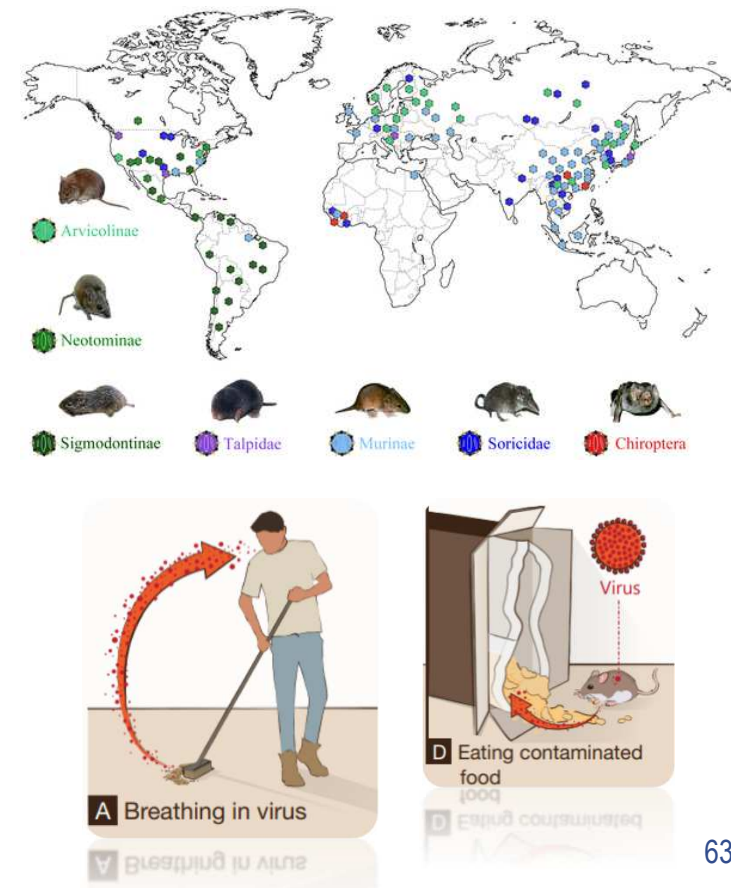 Arvicolinae
Neotominae
Sigmodontinae
Talpidae
Murinae
Soricidae
Chiroptera
Virus
A Breathing in virus
D Eating contaminated
food
63